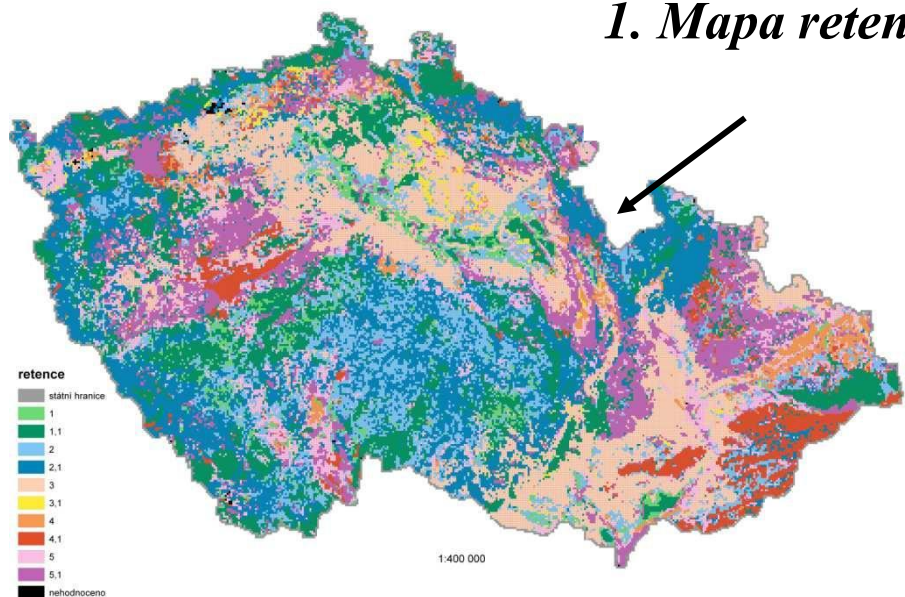 1. Mapa reten
retence
státní hranice
1
1,1
2
2,1
3
3,1
4
4,1
5
5,1
nehodnoceno
1:400 000